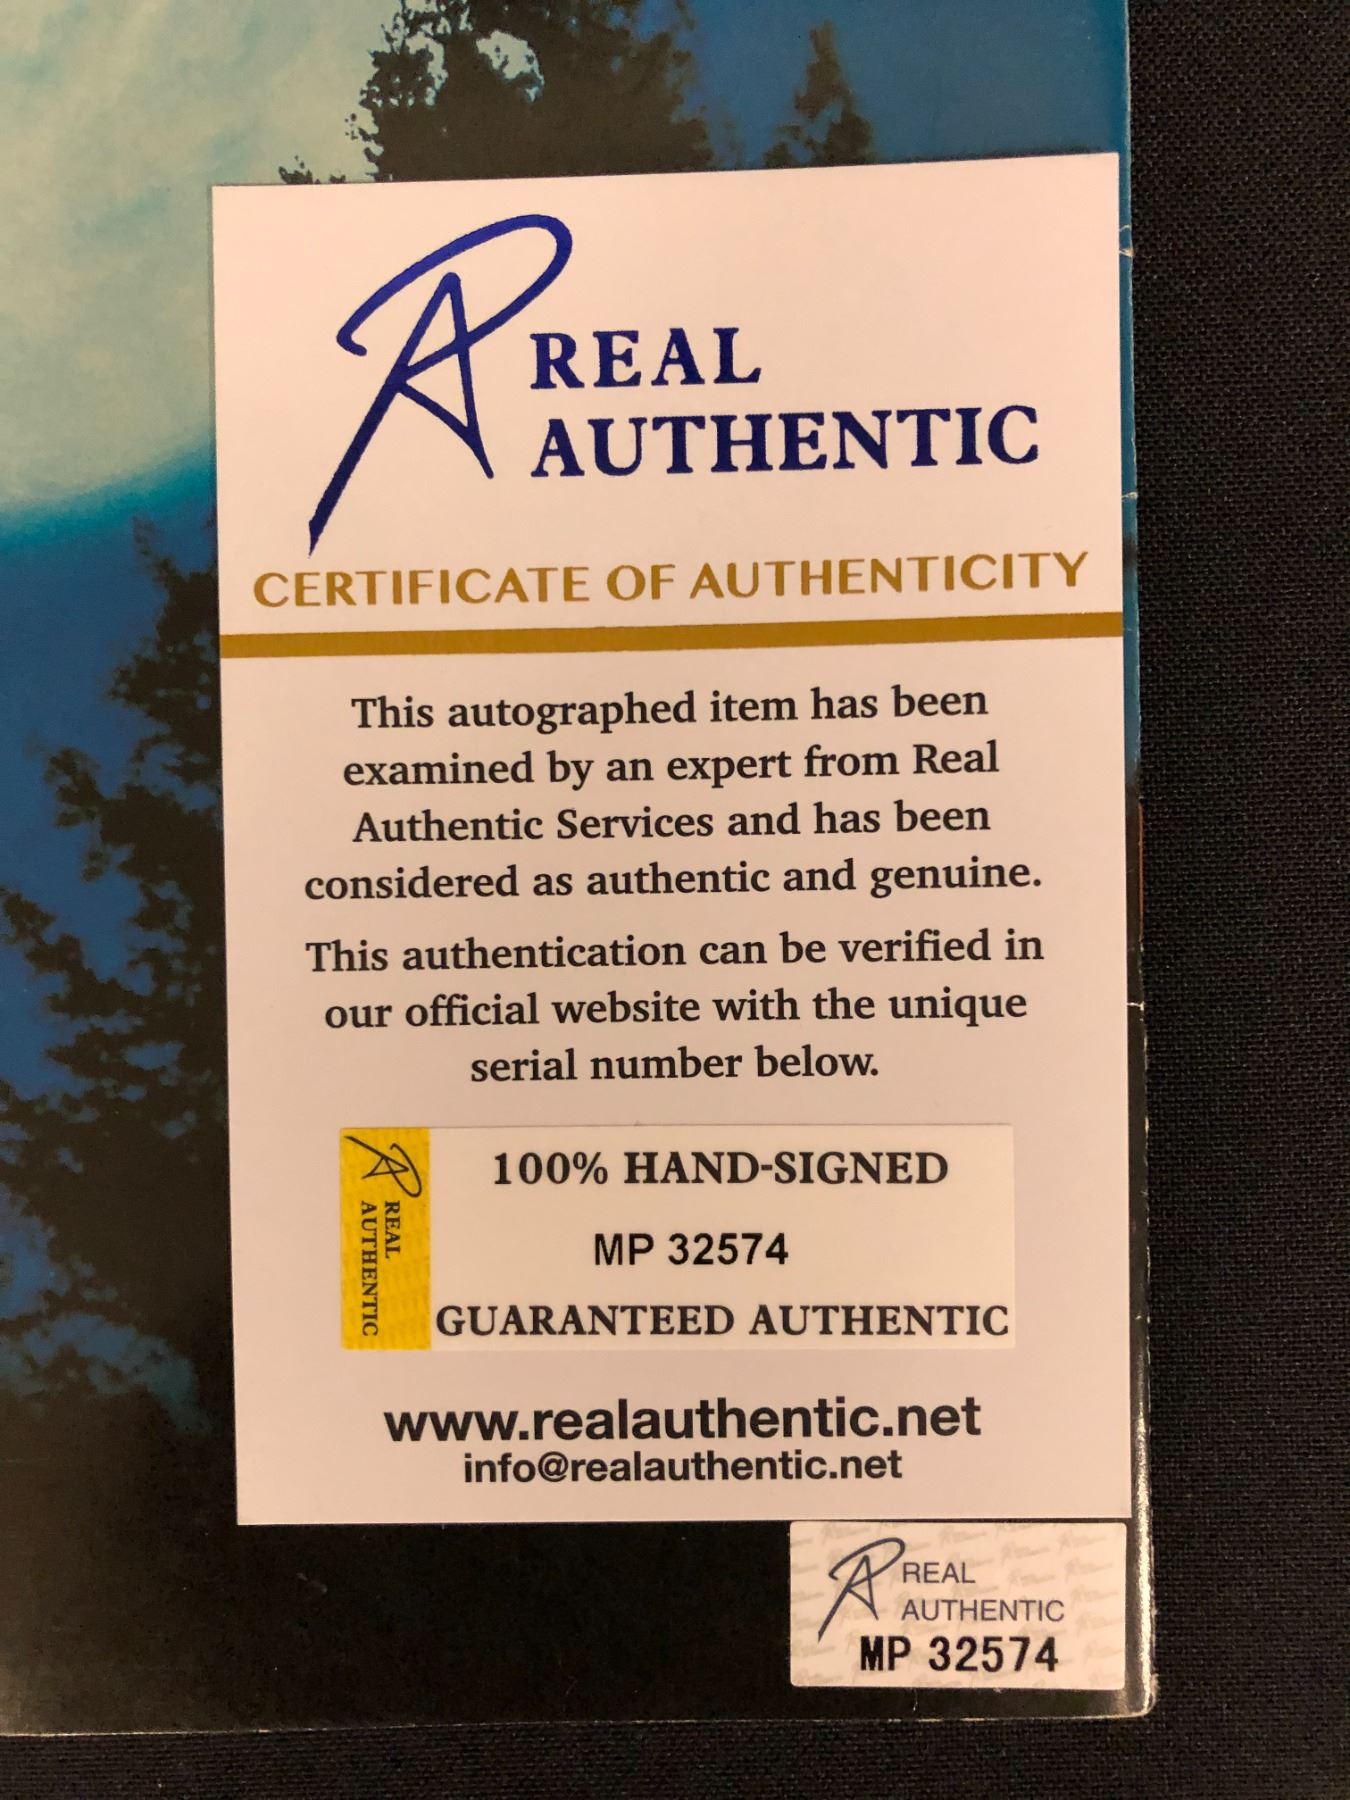 REAL
AUTHENTIC
CERTIFICATE OF AUTHENTICITY
This autographed item has been
examined by an expert from Real
Authentic Services and has been
considered as authentic and genuine.
This authentication can be verified in
our official website with the unique
serial number below.
REAL
AUTHENTIC
100% HAND-SIGNED
MP 32574
GUARANTEED AUTHENTIC
www.realauthentic.net
info@realauthentic.net
REAL
AUTHENTIC
MP 32574